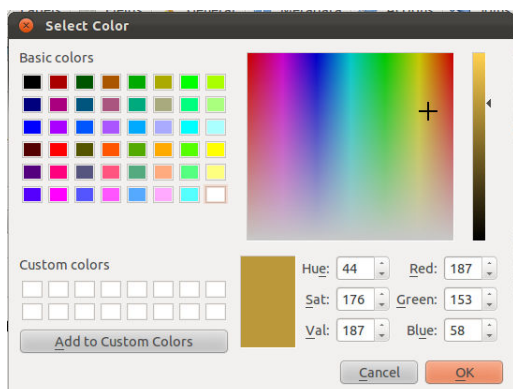 Select Color
Basic colors
Custom colors
Add to Custom Colors
Hue: 44 Red: 187
Sat: 176 Green: 153
Val: 187 Blue: 58
Cancel OK